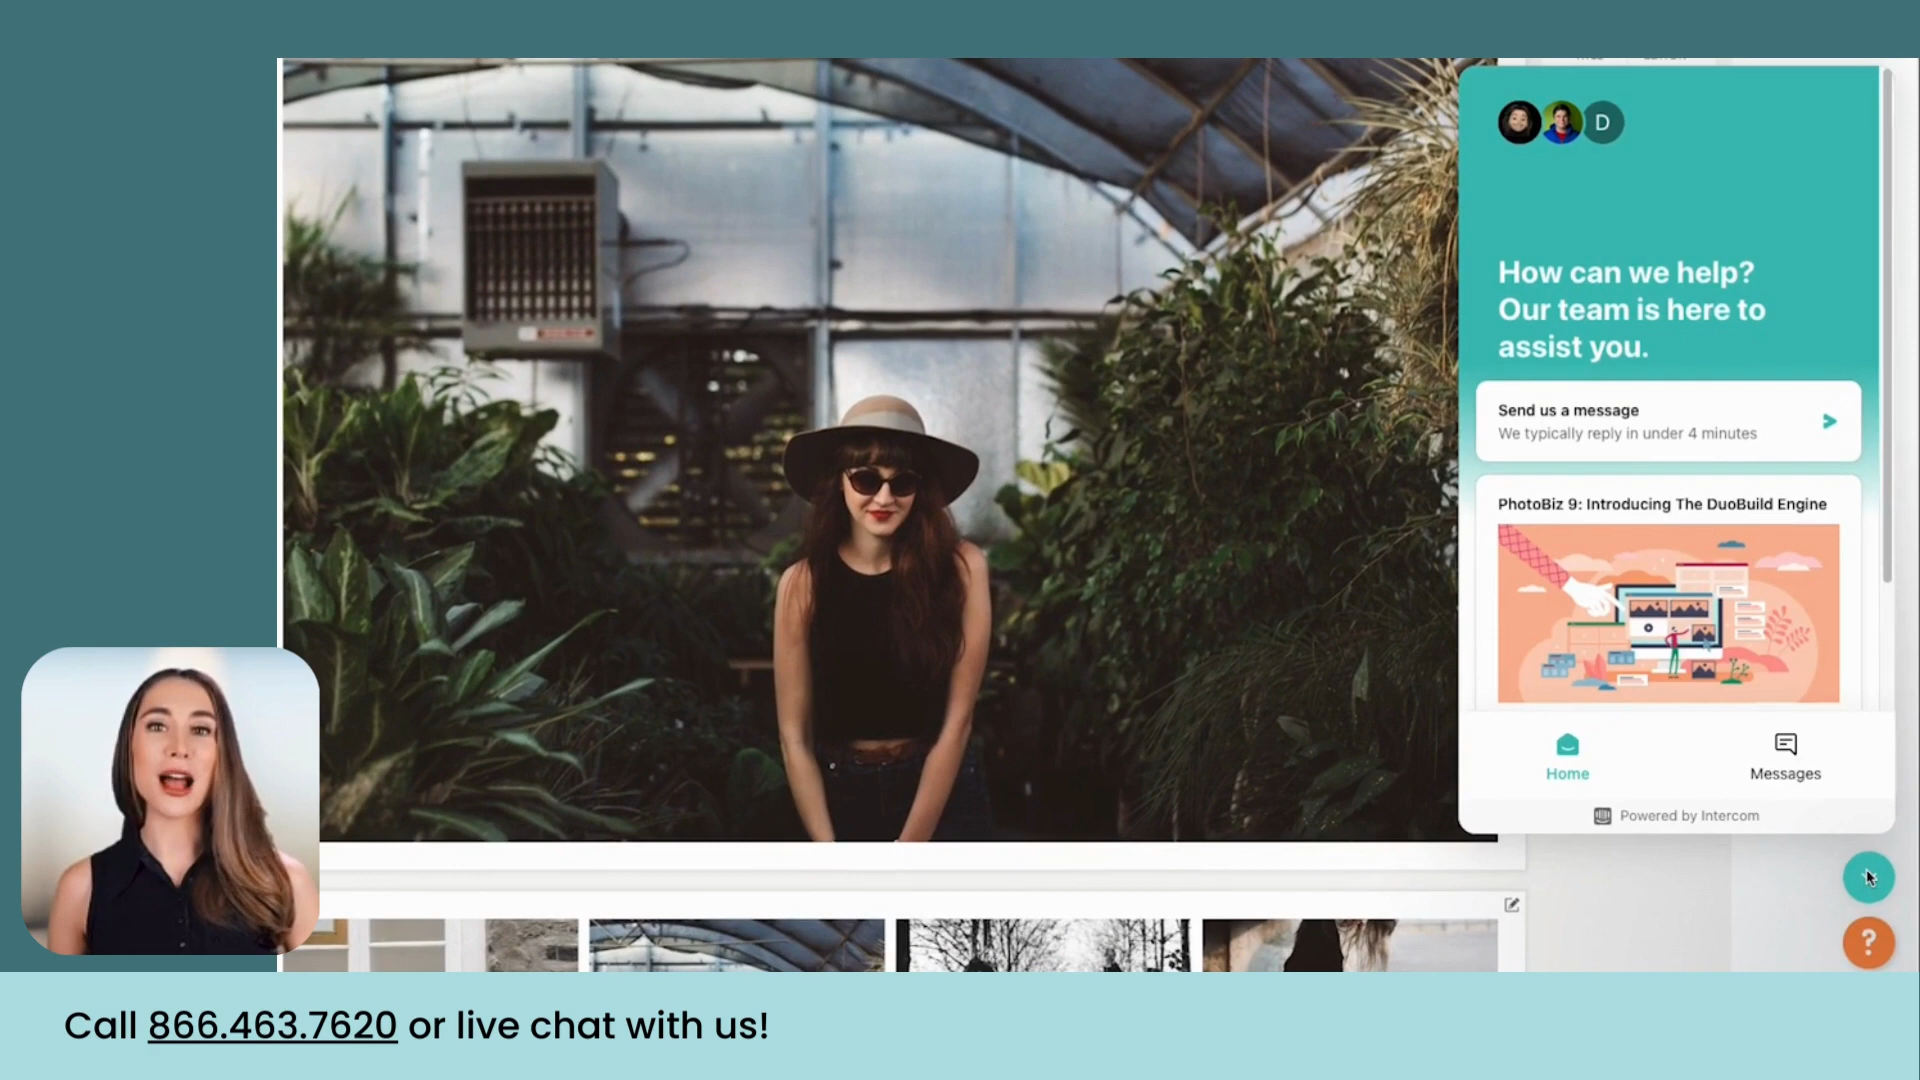 D
How can we help?
Our team is here to
assist you.
Send us a message
We typically reply in under 4 minutes
PhotoBiz 9: Introducing The DuoBuild Engine
Home
Messages
Powered by Intercom
?
Call 866.463.7620 or live chat with us!